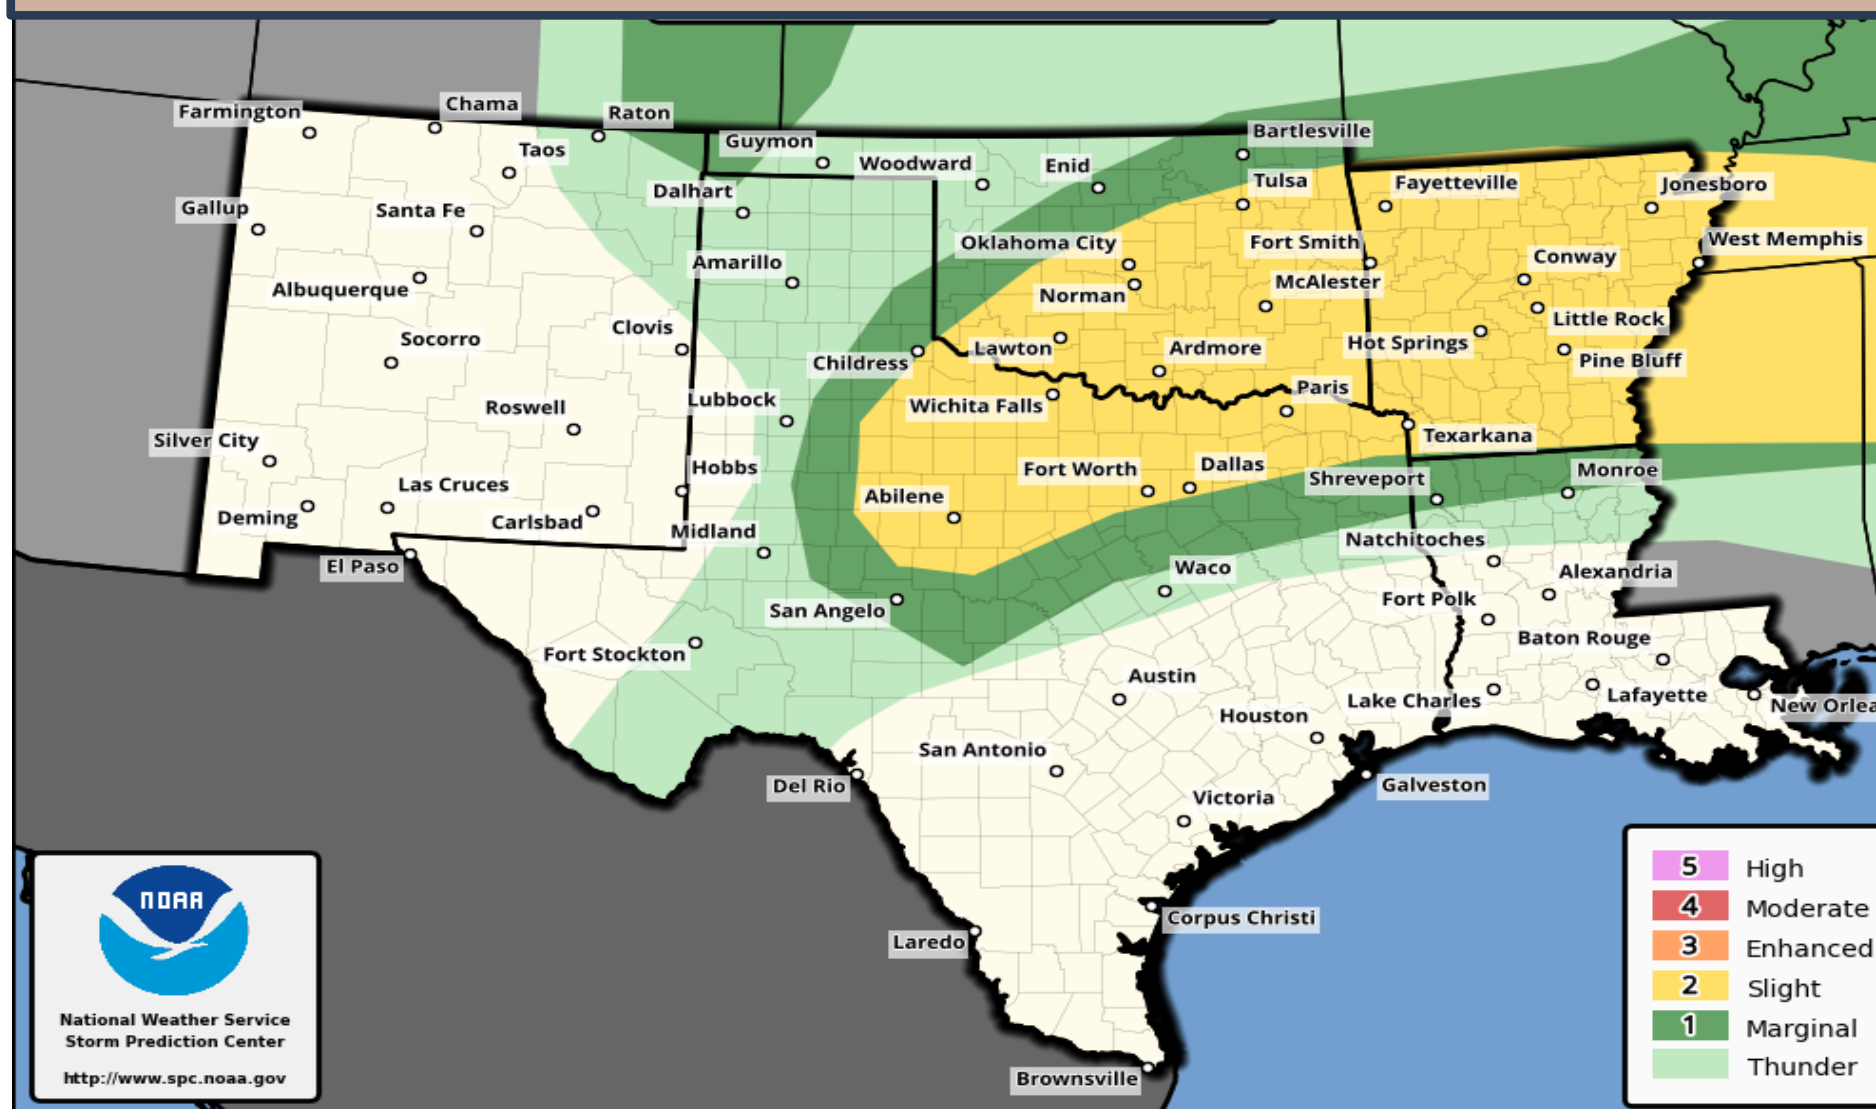 Farmington
Chama
Raton
Bartlesville
Guymon
Taos
Woodward
Enid
Dalhart
Tulsa
Fayetteville
Jonesboro
Gallup
Santa Fe
Oklahoma City
Fort Smith
West Memphis
Amarillo
Conway
Albuquerque
Norman
McAlester
Clovis
Little Rock
Socorro
Childress
Lawton
Ardmore
Hot Springs
Pine Bluff
Lubbock
Paris
Roswell
Wichita Falls
Silver City
Texarkana
Hobbs
Fort Worth
Dallas
Monroe
Las Cruces
Shreveport
Abilene
Deming
Carlsbad
Midland
Natchitoches
El Paso
Waco
Alexandria
San Angelo
Fort Polk
Fort Stockton
Baton Rouge
Austin
Lake Charles
Lafayette
New Orlea
Houston
San Antonio
Del Rio
Galveston
Victoria
Corpus Christi
Laredo
Brownsville
NOAA
National Weather Service
Storm Prediction Center
http://www.spc.noaa.gov
5 High
4 Moderate
3 Enhanced
2 Slight
1 Marginal
Thunder